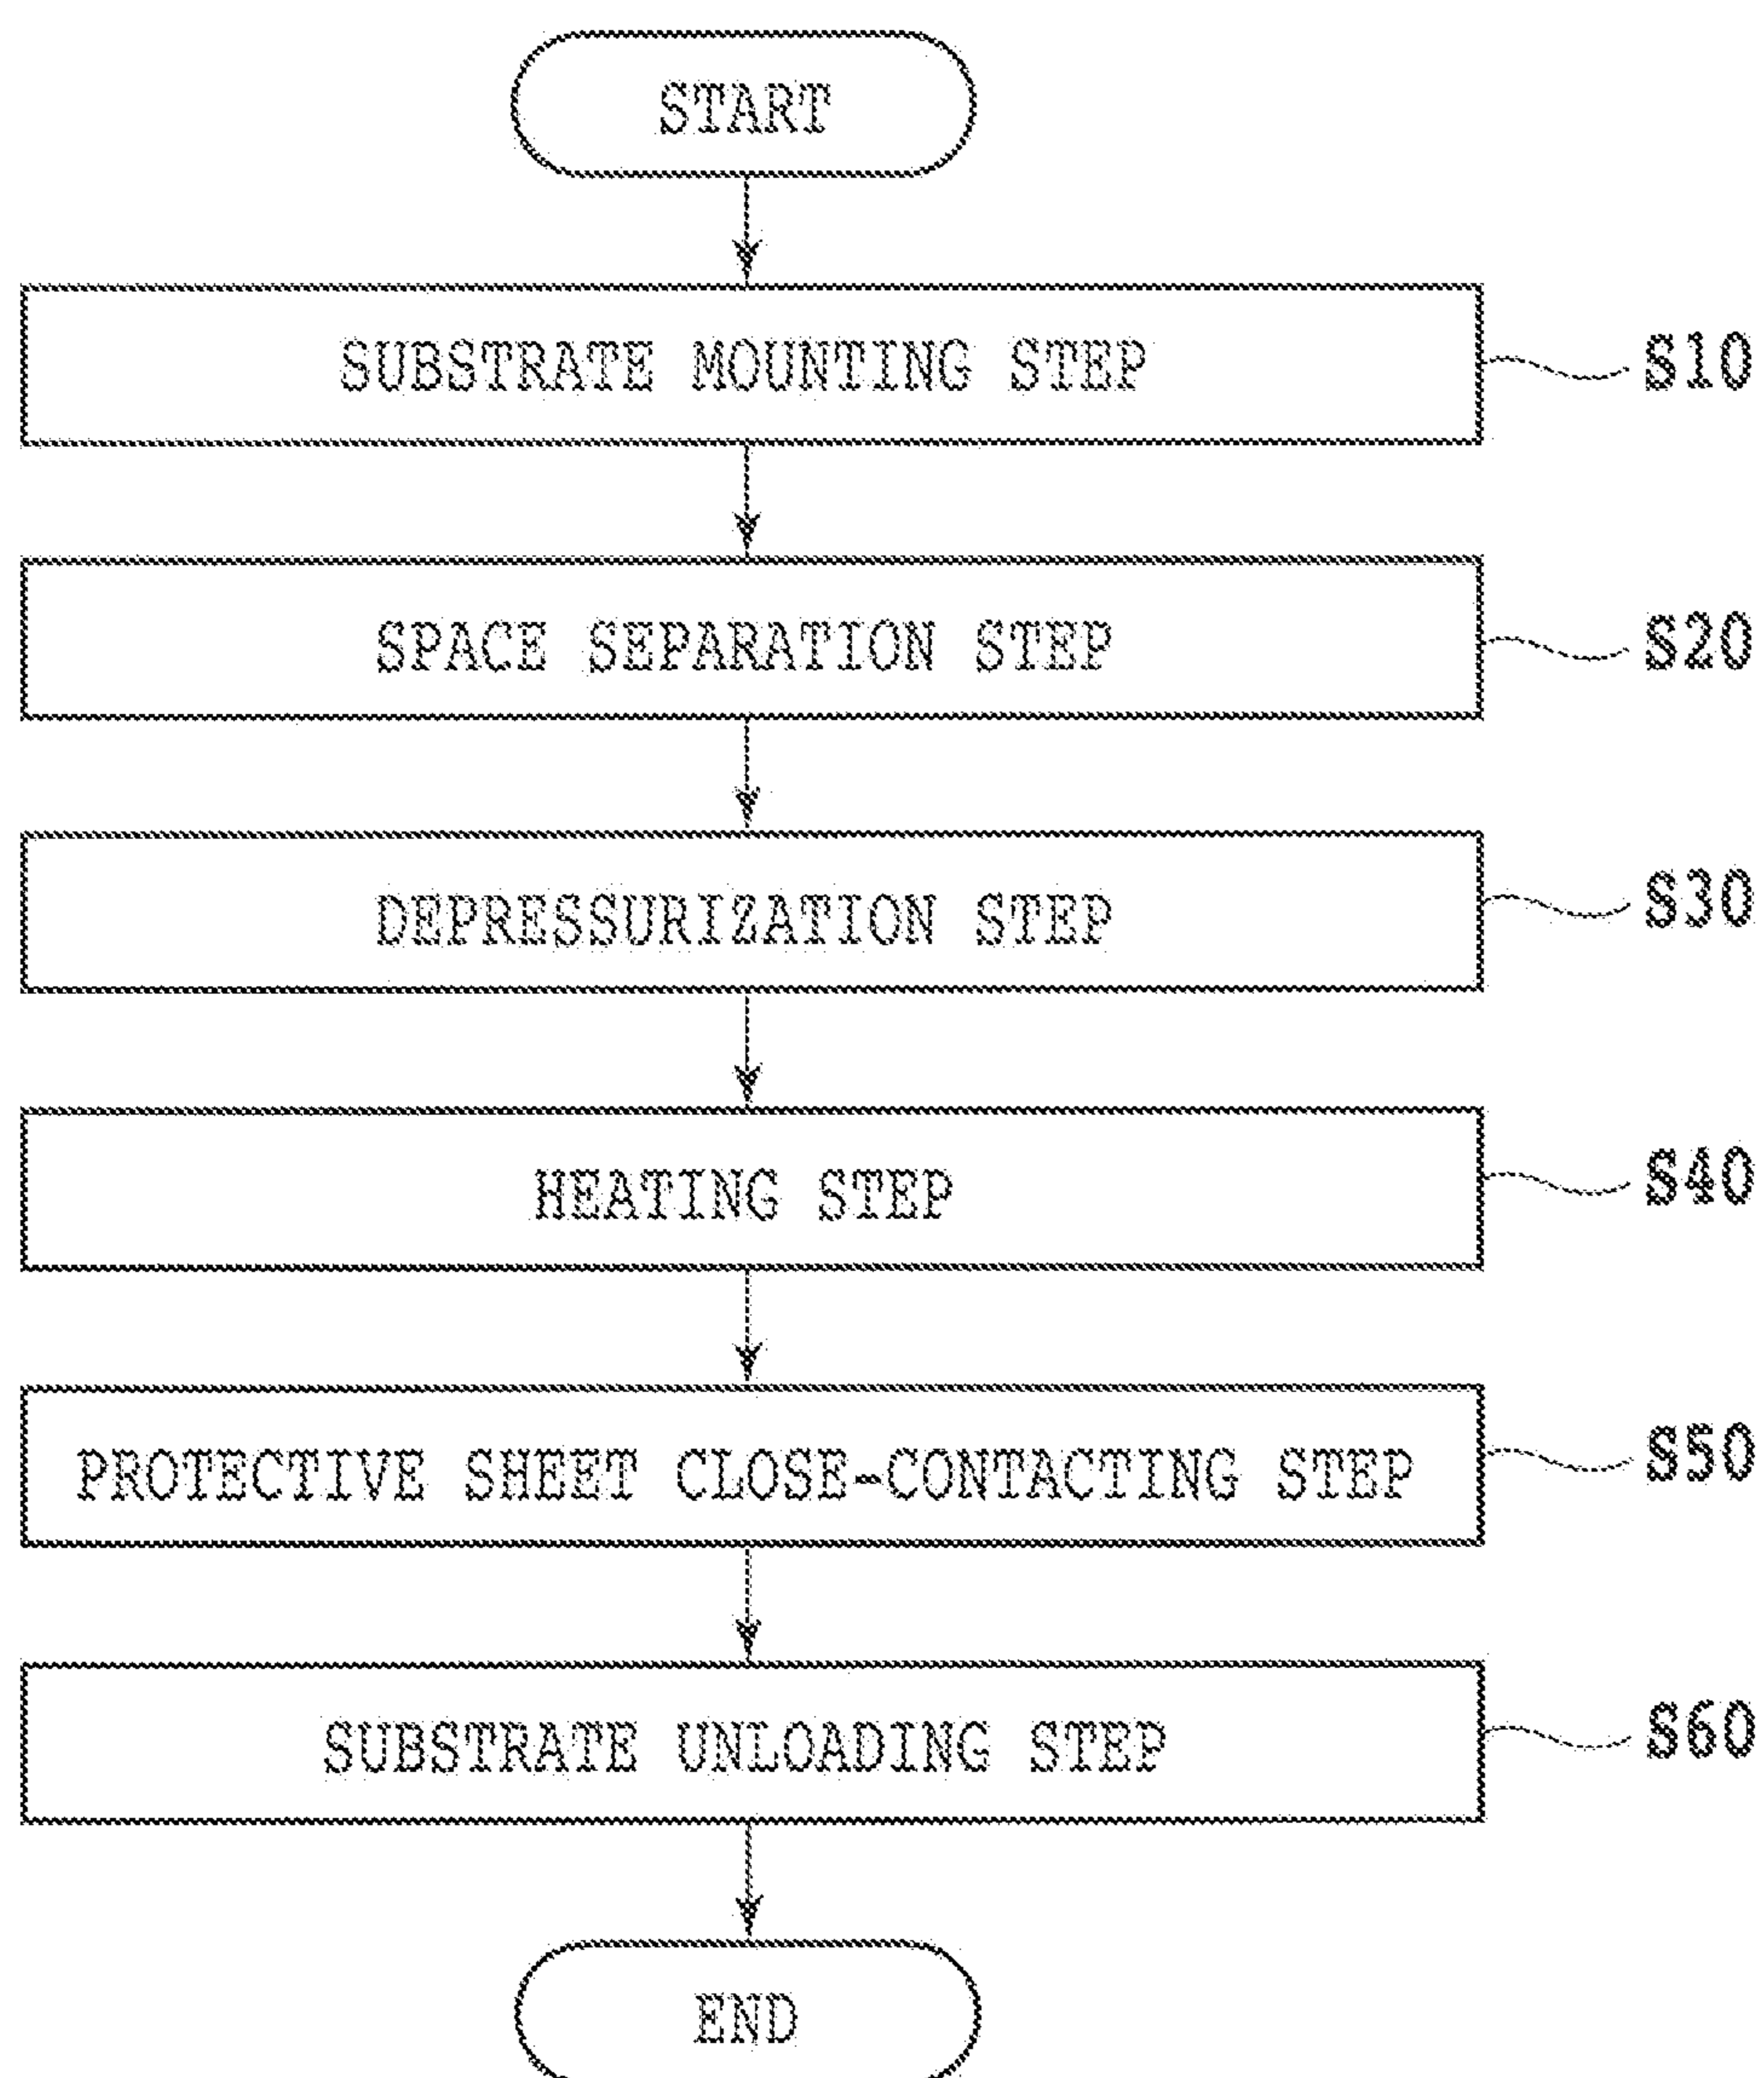 START
SUBSTRATE MOUNTING STEP S10
SPACE SEPARATION STEP S20
DEPRESSURIZATION STEP S30
HEATING STEP S40
PROTECTIVE SHEET CLOSE-CONTACTING STEP S50
SUBSTRATE UNLOADING STEP S60
END